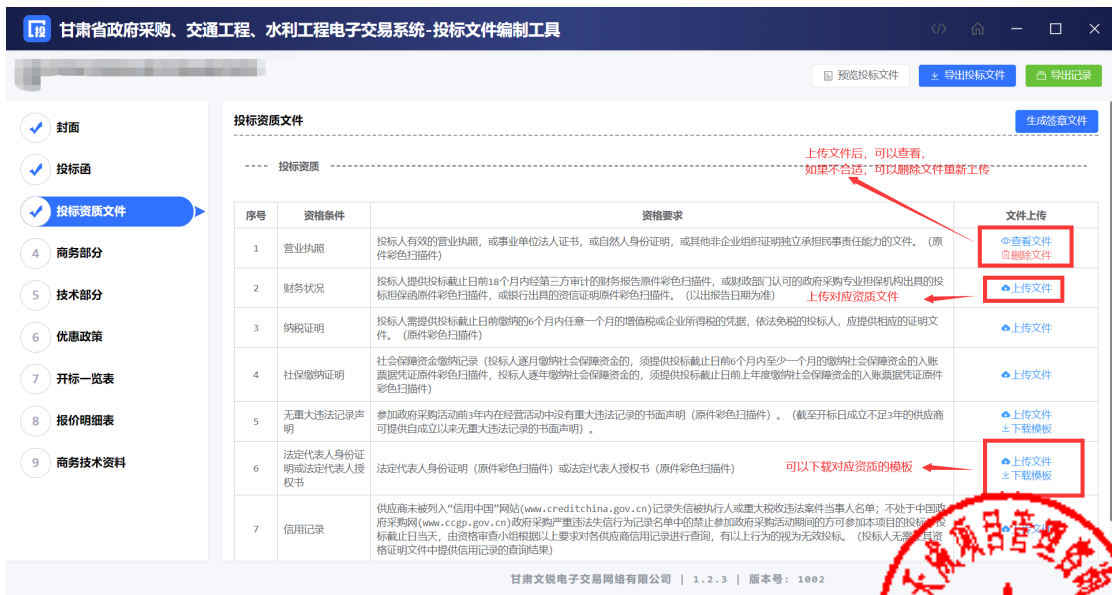 投 甘肃省政府采购、交通工程、水利工程电子交易系统-投标文件编制工具
预览投标文件 导出投标文件 导出记录
封面
投标函
投标资质文件
4 商务部分
5 技术部分
6 优惠政策
7 开标一览表
8 报价明细表
9 商务技术资料
投标资质文件 生成签章文件
投标资质
上传文件后，可以查看，
如果不合适，可以删除文件重新上传
序号 资格条件 资格要求 文件上传
1 营业执照 投标人有效的营业执照，或事业单位法人证书，或自然人身份证明，或其他非企业组织证明独立承担民事责任能力的文件。（原
件彩色扫描件）
查看文件
删除文件
2 财务状况 投标人提供投标截止日前18个月内经第三方审计的财务报告原件彩色扫描件，或财政部门认可的政府采购专业担保机构出具的投
标担保函原件彩色扫描件，或银行出具的资信证明原件彩色扫描件。（以出报告日期为准）
上传对应资质文件
上传文件
3 纳税证明 投标人需提供投标截止日前缴纳的6个月内任意一个月的增值税或企业所得税的凭据，依法免税的投标人，应提供相应的证明文
件。（原件彩色扫描件）
上传文件
4 社保缴纳证明 社会保障资金缴纳记录（投标人逐月缴纳社会保障资金的，须提供投标截止日前6个月内至少一个月的缴纳社会保障资金的入账
票据凭证原件彩色扫描件，投标人逐年缴纳社会保障资金的，须提供投标截止日前上年度缴纳社会保障资金的入账票据凭证原件
彩色扫描件）
上传文件
5 无重大违法记录声
明
参加政府采购活动前3年内在经营活动中没有重大违法记录的书面声明（原件彩色扫描件）。（截至开标日成立不足3年的供应商
可提供自成立以来无重大违法记录的书面声明）。
上传文件
下载模板
6 法定代表人身份证
明或法定代表人授
权书
法定代表人身份证明（原件彩色扫描件）或法定代表人授权书（原件彩色扫描件）
可以下载对应资质的模板
上传文件
下载模板
7 信用记录 供应商未被列入“信用中国”网站(www.creditchina.gov.cn)记录失信被执行人或重大税收违法案件当事人名单；不处于中国政
府采购网(www.ccgp.gov.cn)政府采购严重违法失信行为记录名单中的禁止参加政府采购活动期间的方可参加本项目的投标
标截止日当天，由资格审查小组根据以上要求对各供应商信用记录进行查询，有以上行为的视为无效投标。（投标人无需
格证明文件中提供信用记录的查询结果）
项目管理
甘肃文锐电子交易网络有限公司 | 1.2.3 | 版本号: 1002